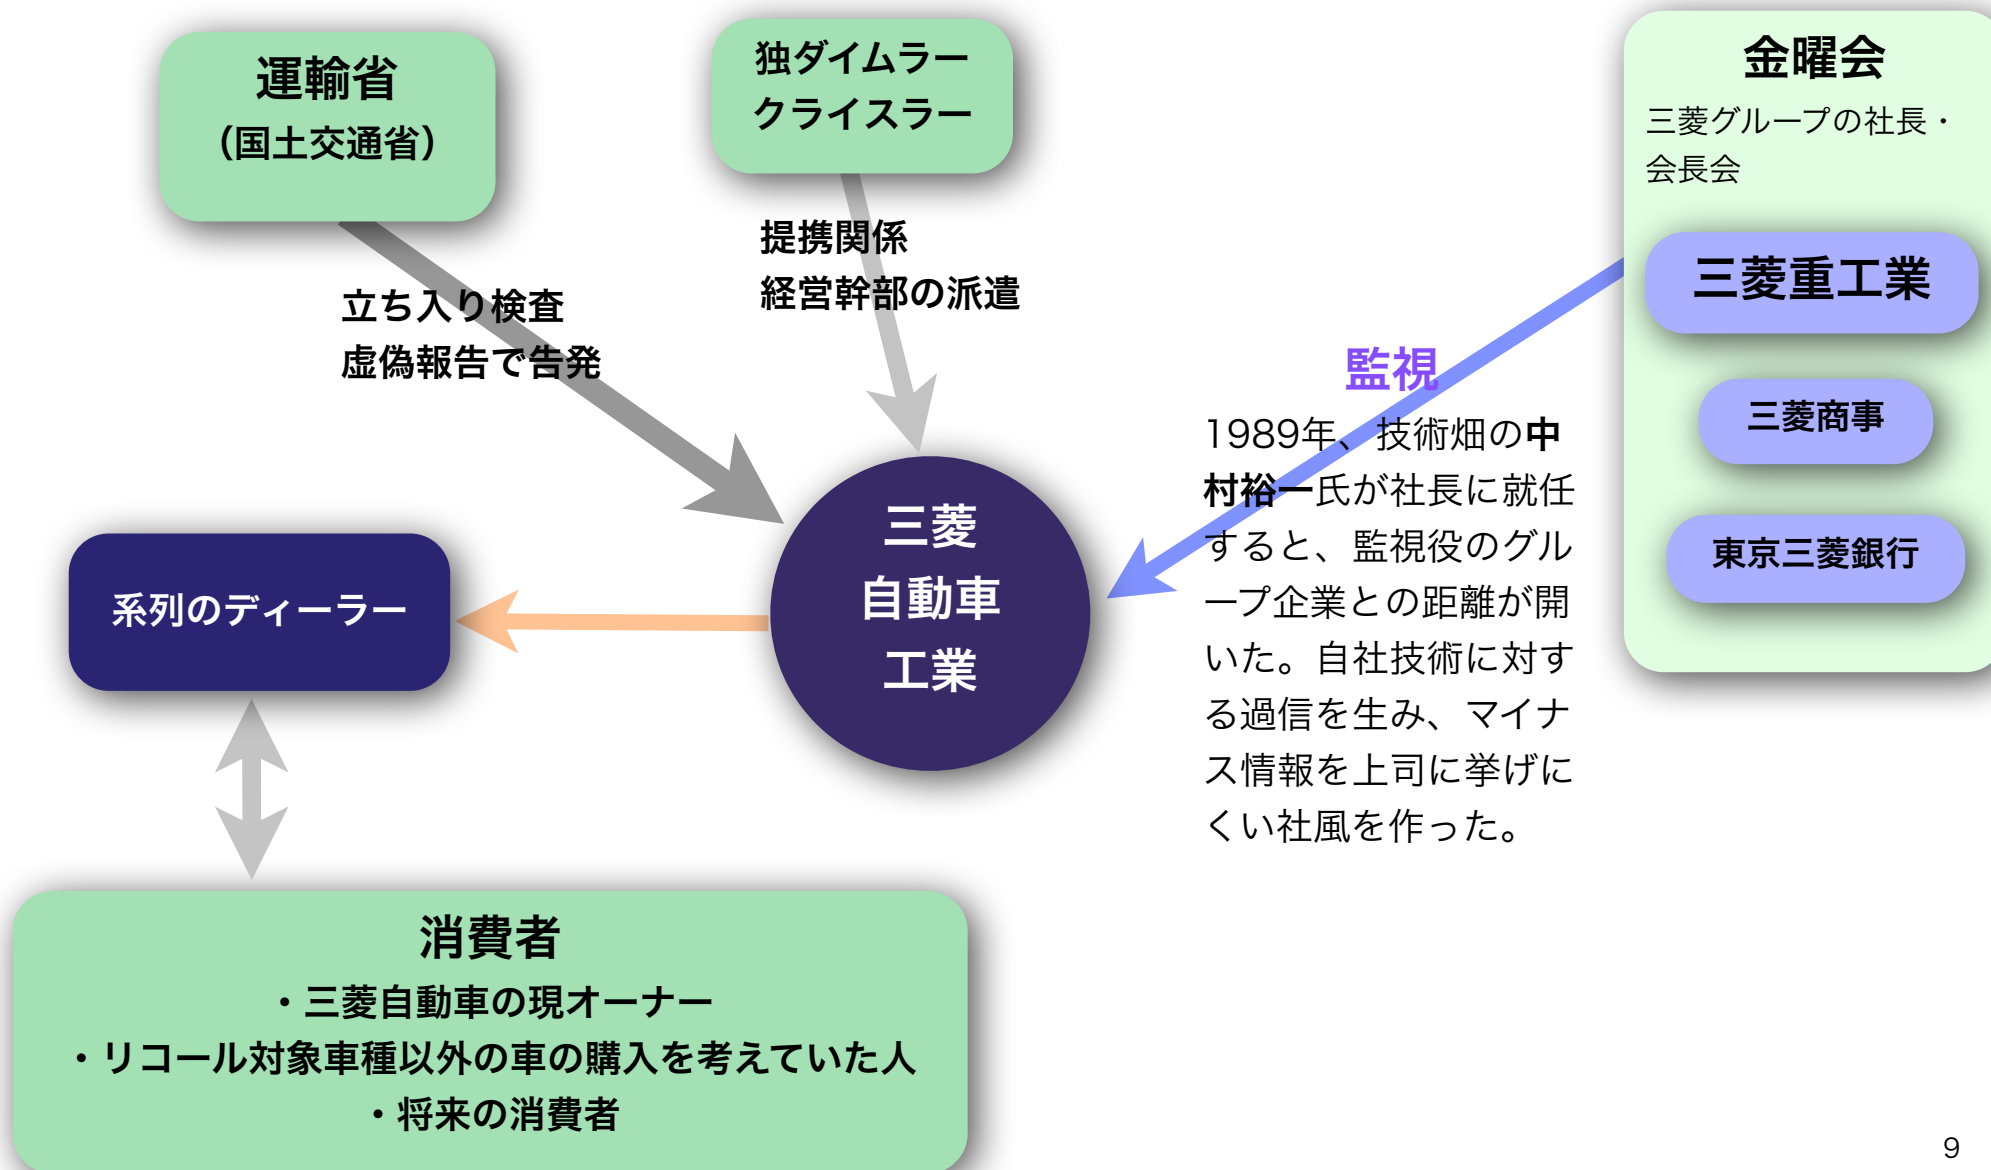 運輸省
（国土交通省）
独ダイムラー
クライスラー
金曜会
三菱グループの社長・
会長会
三菱重工業
三菱商事
東京三菱銀行
提携関係
経営幹部の派遣
立ち入り検査
虚偽報告で告発
監視
1989年、技術畑の中
村裕一氏が社長に就任
すると、監視役のグル
ープ企業との距離が開
いた。自社技術に対す
る過信を生み、マイナ
ス情報を上司に挙げに
くい社風を作った。
三菱
自動車
工業
系列のディーラー
消費者
・三菱自動車の現オーナー
・リコール対象車種以外の車の購入を考えていた人
・将来の消費者
9